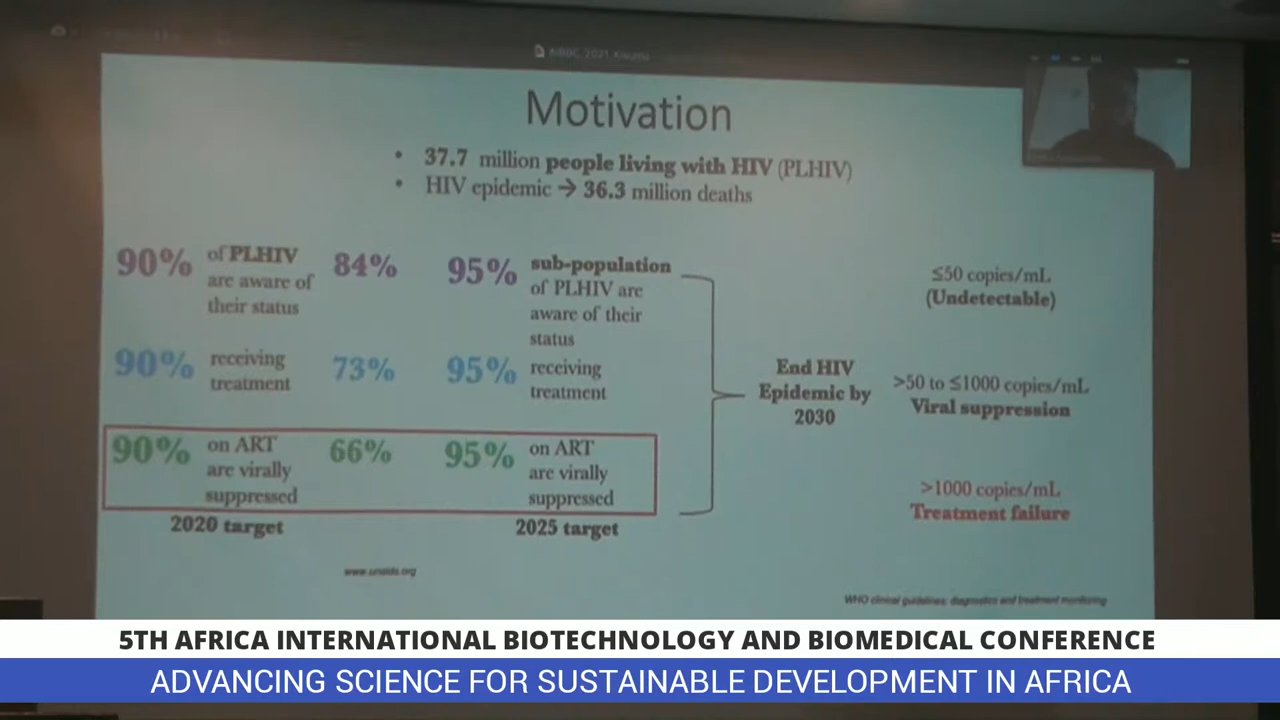 AIBBC, 2021
Motivation
• 37.7 million people living with HIV (PLHIV)
• HIV epidemic → 36.3 million deaths
90% of PLHIV are aware of their status
84%
95% sub-population of PLHIV are aware of their status
90% receiving treatment
73%
95% receiving treatment
90% on ART are virally suppressed
66%
95% on ART are virally suppressed
2020 target
2025 target
End HIV
Epidemic by
2030
≤50 copies/mL
(Undetectable)
>50 to ≤1000 copies/mL
Viral suppression
>1000 copies/mL
Treatment failure
www.unaids.org
WHO clinical guidelines: diagnostics and treatment monitoring
5TH AFRICA INTERNATIONAL BIOTECHNOLOGY AND BIOMEDICAL CONFERENCE
ADVANCING SCIENCE FOR SUSTAINABLE DEVELOPMENT IN AFRICA